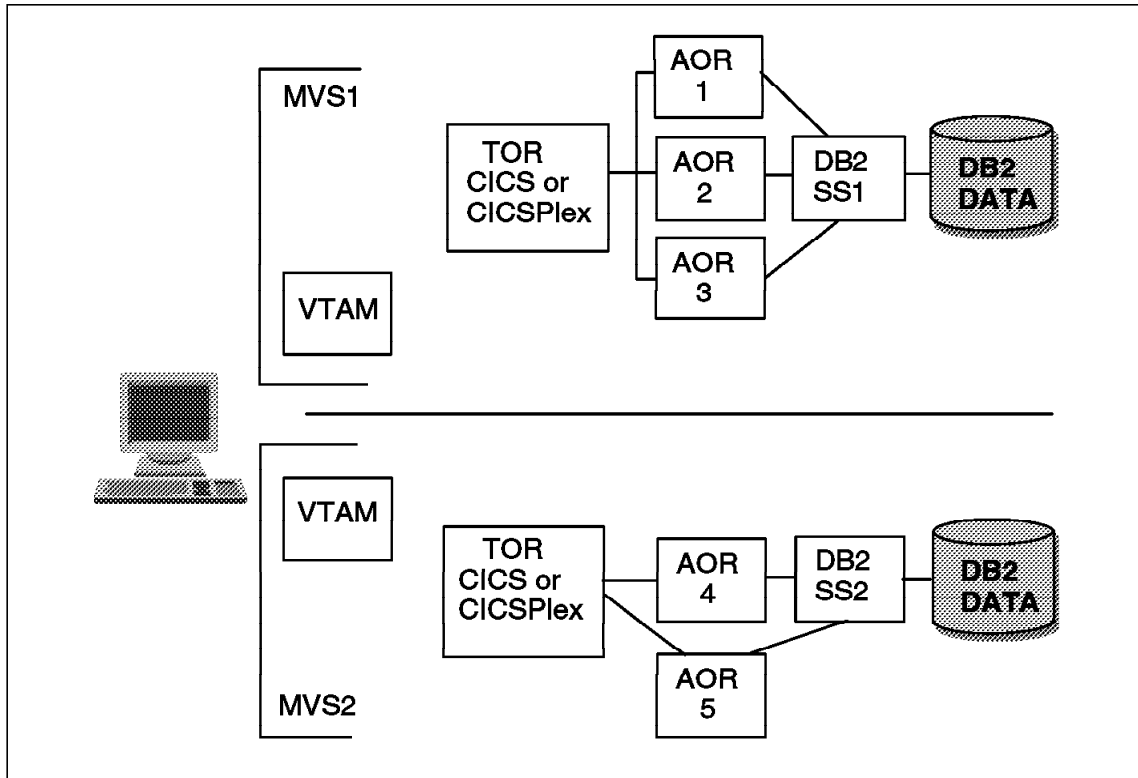 MVS1
VTAM
TOR
CICS or
CICSPlex
AOR
1
AOR
2
AOR
3
DB2
SS1
DB2
DATA
VTAM
MVS2
TOR
CICS or
CICSPlex
AOR
4
AOR
5
DB2
SS2
DB2
DATA